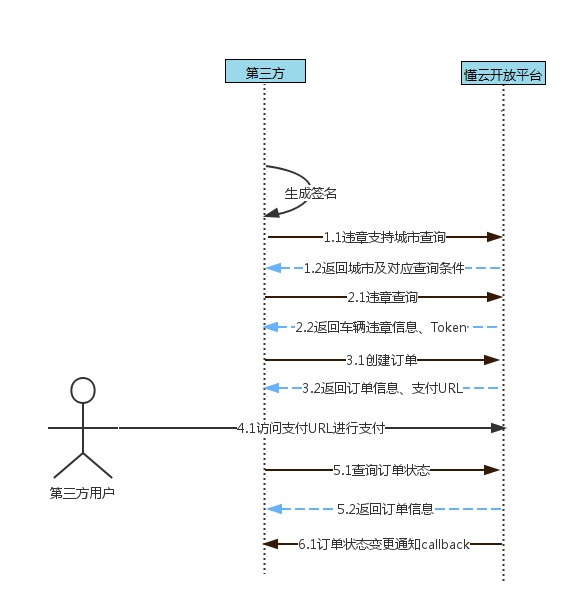 第三方
懂云开放平台
生成签名
1.1违章支持城市查询
1.2返回城市及对应查询条件
2.1违章查询
2.2返回车辆违章信息、Token
3.1创建订单
3.2返回订单信息、支付URL
4.1访问支付URL进行支付
5.1查询订单状态
第三方用户
5.2返回订单信息
6.1订单状态变更通知callback